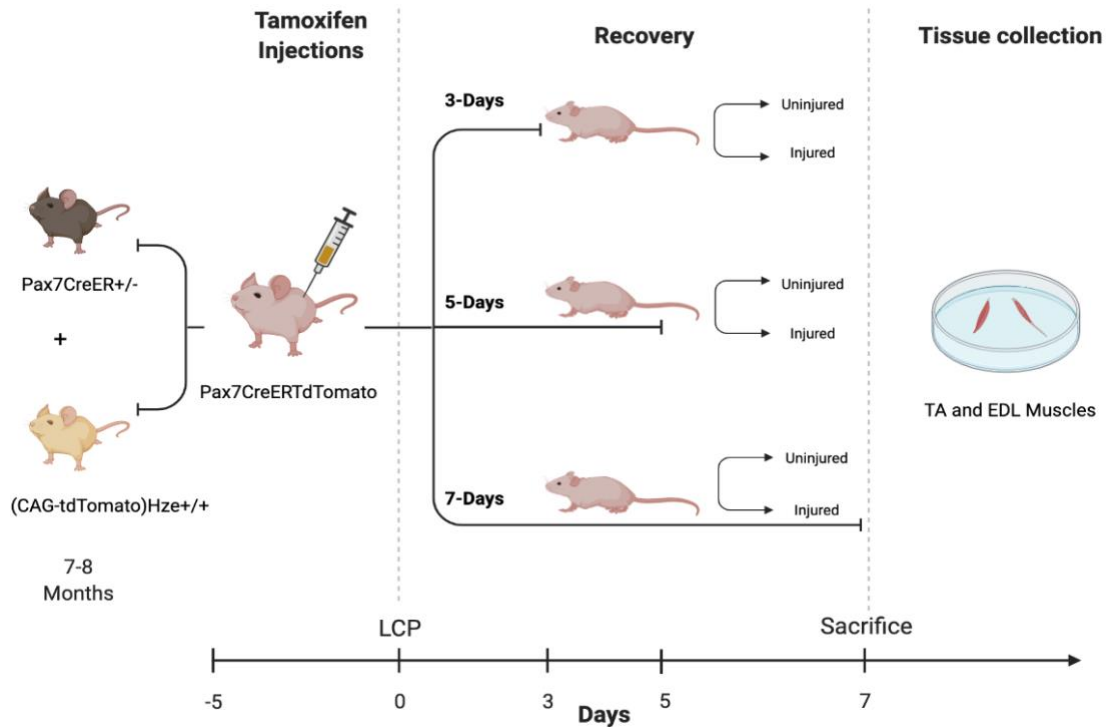 Tamoxifen
Injections
Recovery
Tissue collection
3-Days
Uninjured
Injured
Pax7CreER+/-
+
5-Days
Uninjured
Injured
Pax7CreERTdTomato
TA and EDL Muscles
(CAG-tdTomato)Hze+/+
7-Days
Uninjured
Injured
7-8
Months
LCP
Sacrifice
-5 0 3 5 7
Days